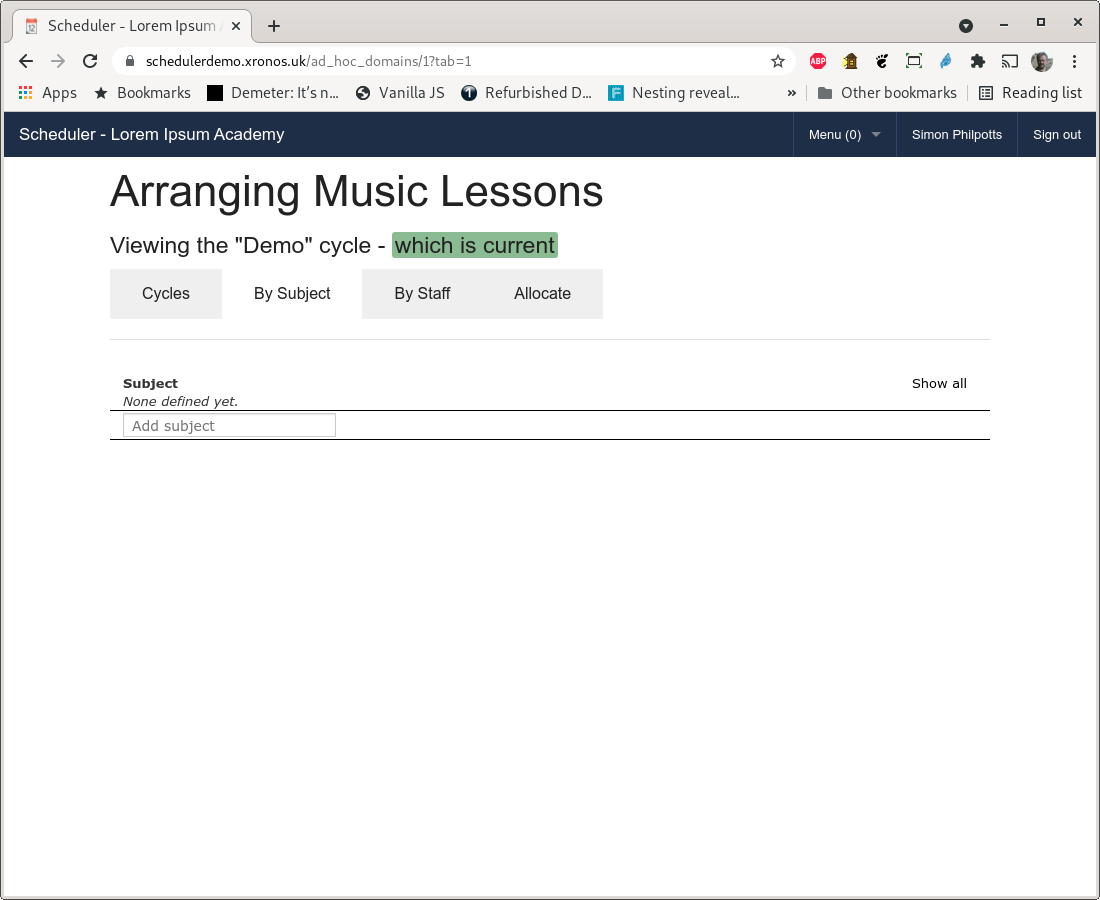 Scheduler - Lorem Ipsum
schedulerdemo.xronos.uk/ad_hoc_domains/1?tab=1
ABP
Apps Bookmarks Demeter: It's n… Vanilla JS Refurbished D… Nesting reveal… » Other bookmarks Reading list
Scheduler - Lorem Ipsum Academy Menu (0) Simon Philpotts Sign out
Arranging Music Lessons
Viewing the "Demo" cycle - which is current
Cycles By Subject By Staff Allocate
Subject Show all
None defined yet.
Add subject